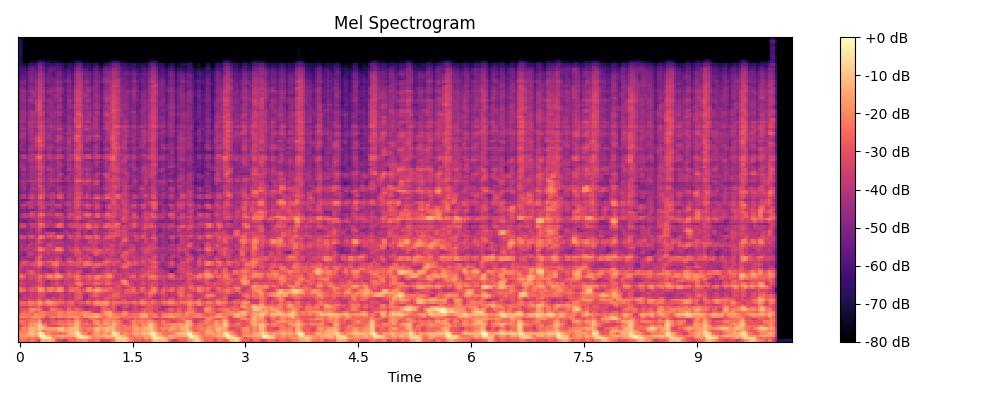 Mel Spectrogram
+0 dB
-10 dB
-20 dB
-30 dB
-40 dB
-50 dB
-60 dB
-70 dB
-80 dB
0 1.5 3 4.5 6 7.5 9
Time